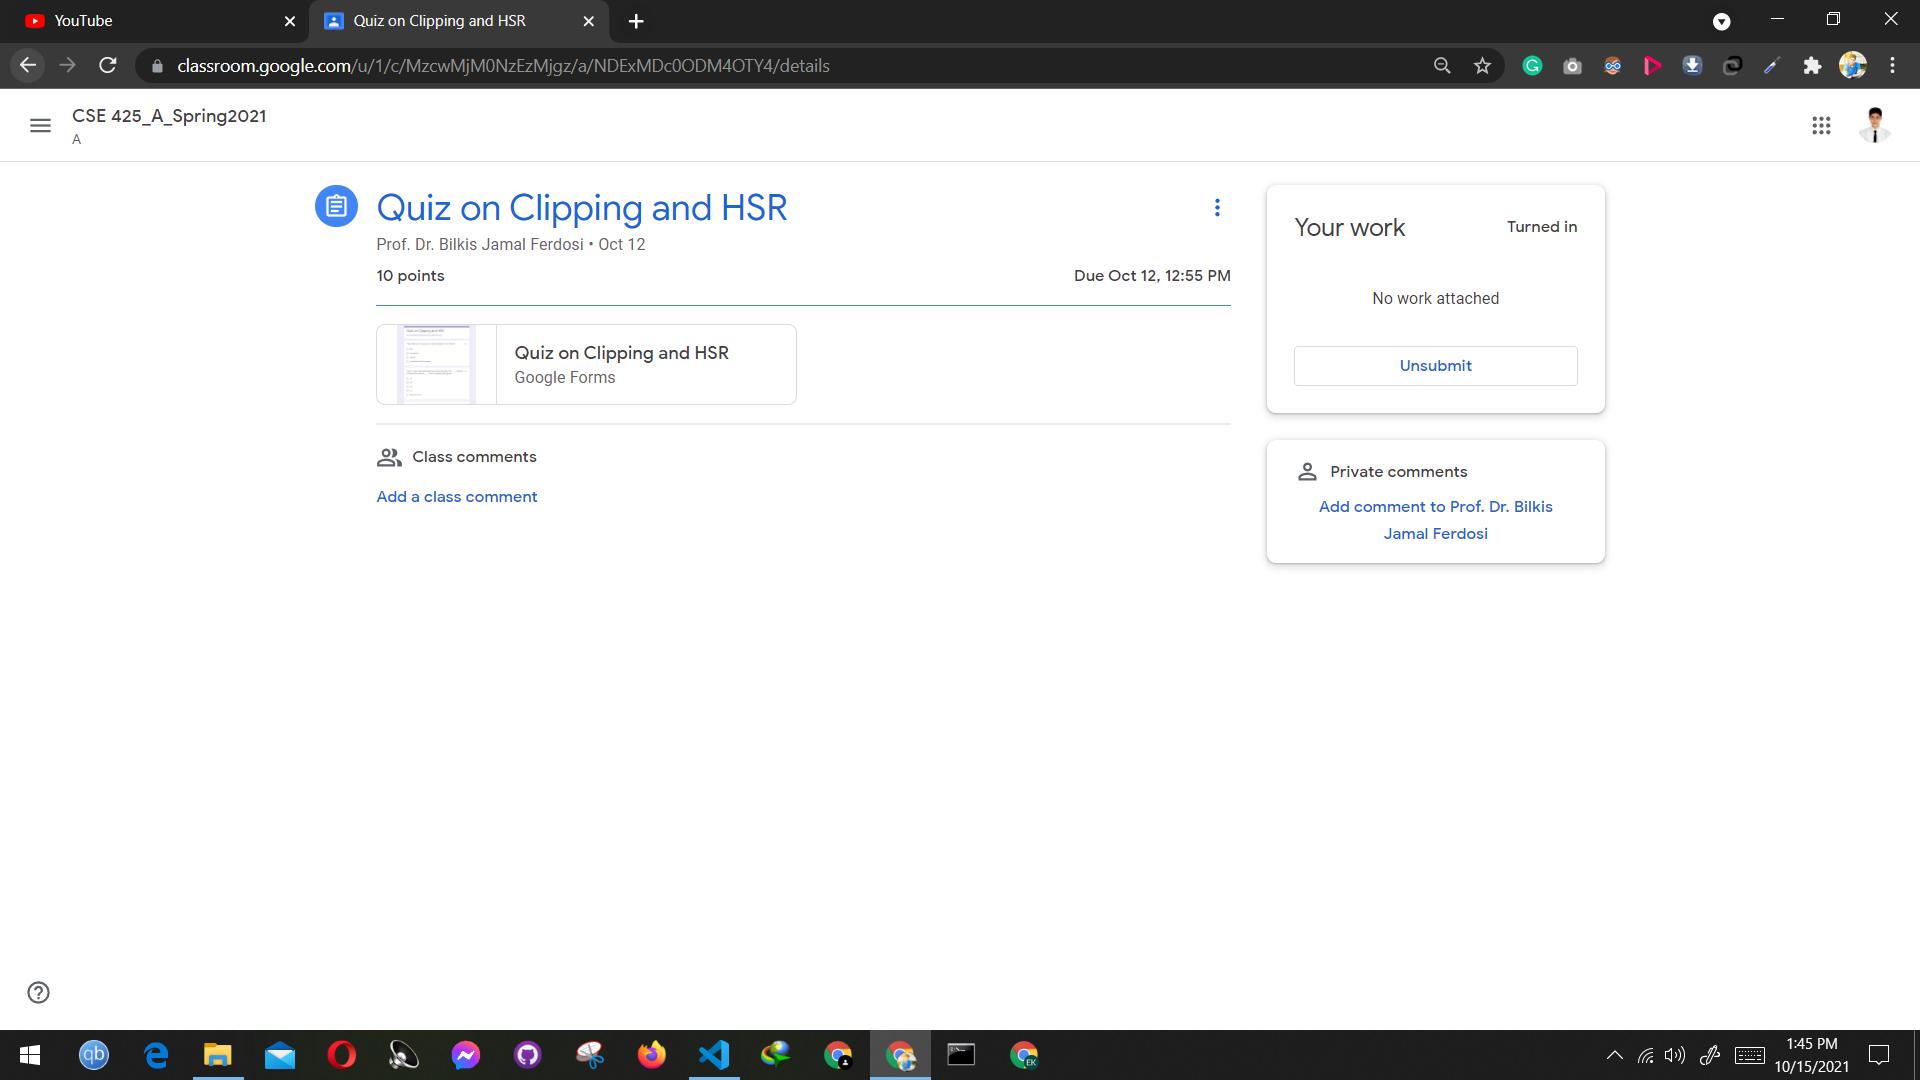 YouTube
Quiz on Clipping and HSR
classroom.google.com/u/1/c/MzcwMjM0NzEzMjgz/a/NDExMDc0ODM4OTY4/details
CSE 425_A_Spring2021
A
Quiz on Clipping and HSR
Prof. Dr. Bilkis Jamal Ferdosi • Oct 12
10 points
Due Oct 12, 12:55 PM
Quiz on Clipping and HSR
Google Forms
Class comments
Add a class comment
Your work
Turned in
No work attached
Unsubmit
Private comments
Add comment to Prof. Dr. Bilkis
Jamal Ferdosi
qb
EK
1:45 PM
10/15/2021